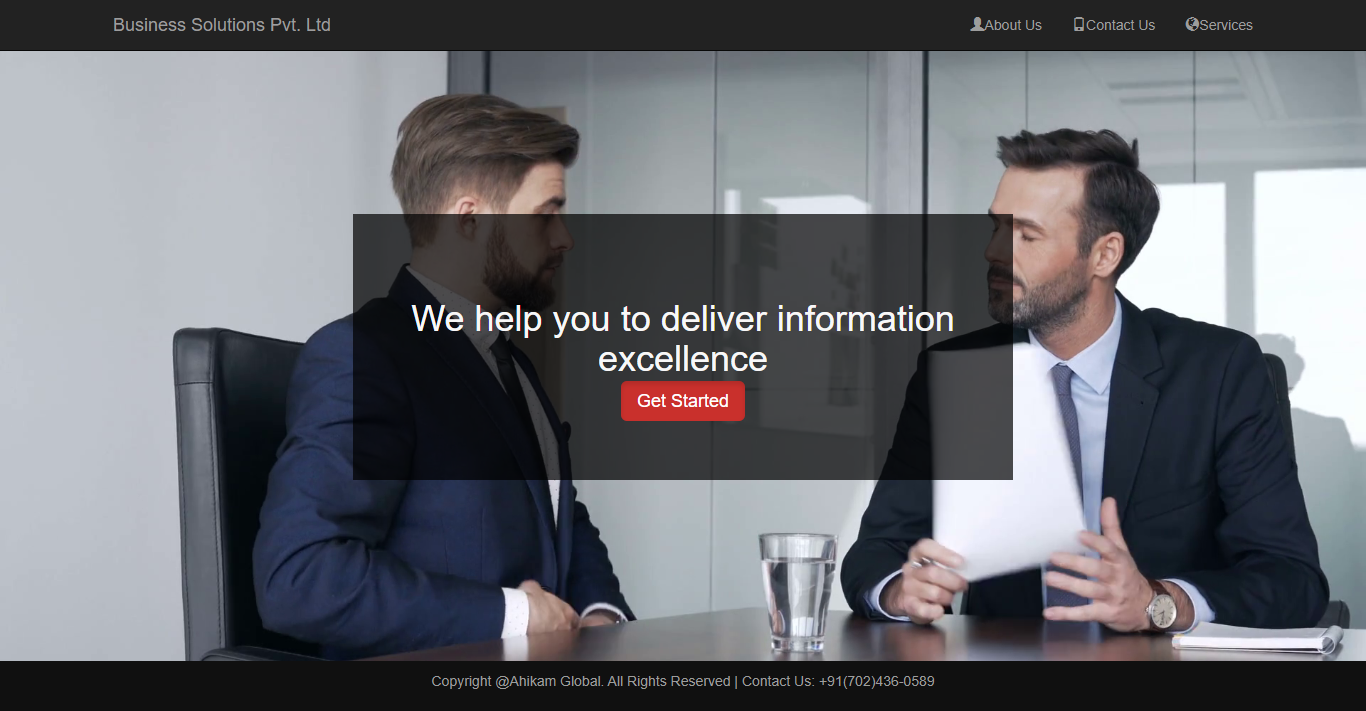 Business Solutions Pvt. Ltd
About Us
Contact Us
Services
We help you to deliver information
excellence
Get Started
Copyright @Ahikam Global. All Rights Reserved | Contact Us: +91(702)436-0589